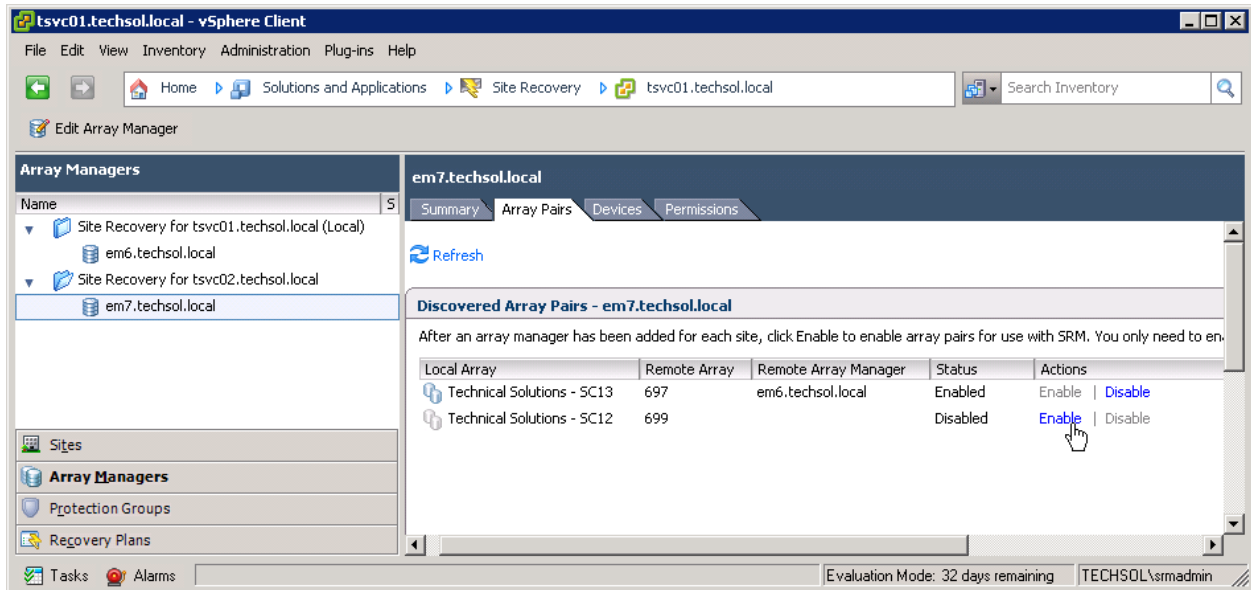 tsvc01.techsol.local - vSphere Client
File Edit View Inventory Administration Plug-ins Help
Home Solutions and Applications Site Recovery tsvc01.techsol.local Search Inventory
Edit Array Manager
Array Managers
Name S
Site Recovery for tsvc01.techsol.local (Local)
em6.techsol.local
Site Recovery for tsvc02.techsol.local
em7.techsol.local
Sites
Array Managers
Protection Groups
Recovery Plans
em7.techsol.local
Summary Array Pairs Devices Permissions
Refresh
Discovered Array Pairs - em7.techsol.local
After an array manager has been added for each site, click Enable to enable array pairs for use with SRM. You only need to en
Local Array Remote Array Remote Array Manager Status Actions
Technical Solutions - SC13 697 em6.techsol.local Enabled Enable | Disable
Technical Solutions - SC12 699 Disabled Enable | Disable
Tasks Alarms Evaluation Mode: 32 days remaining TECHSOL\srmadmin